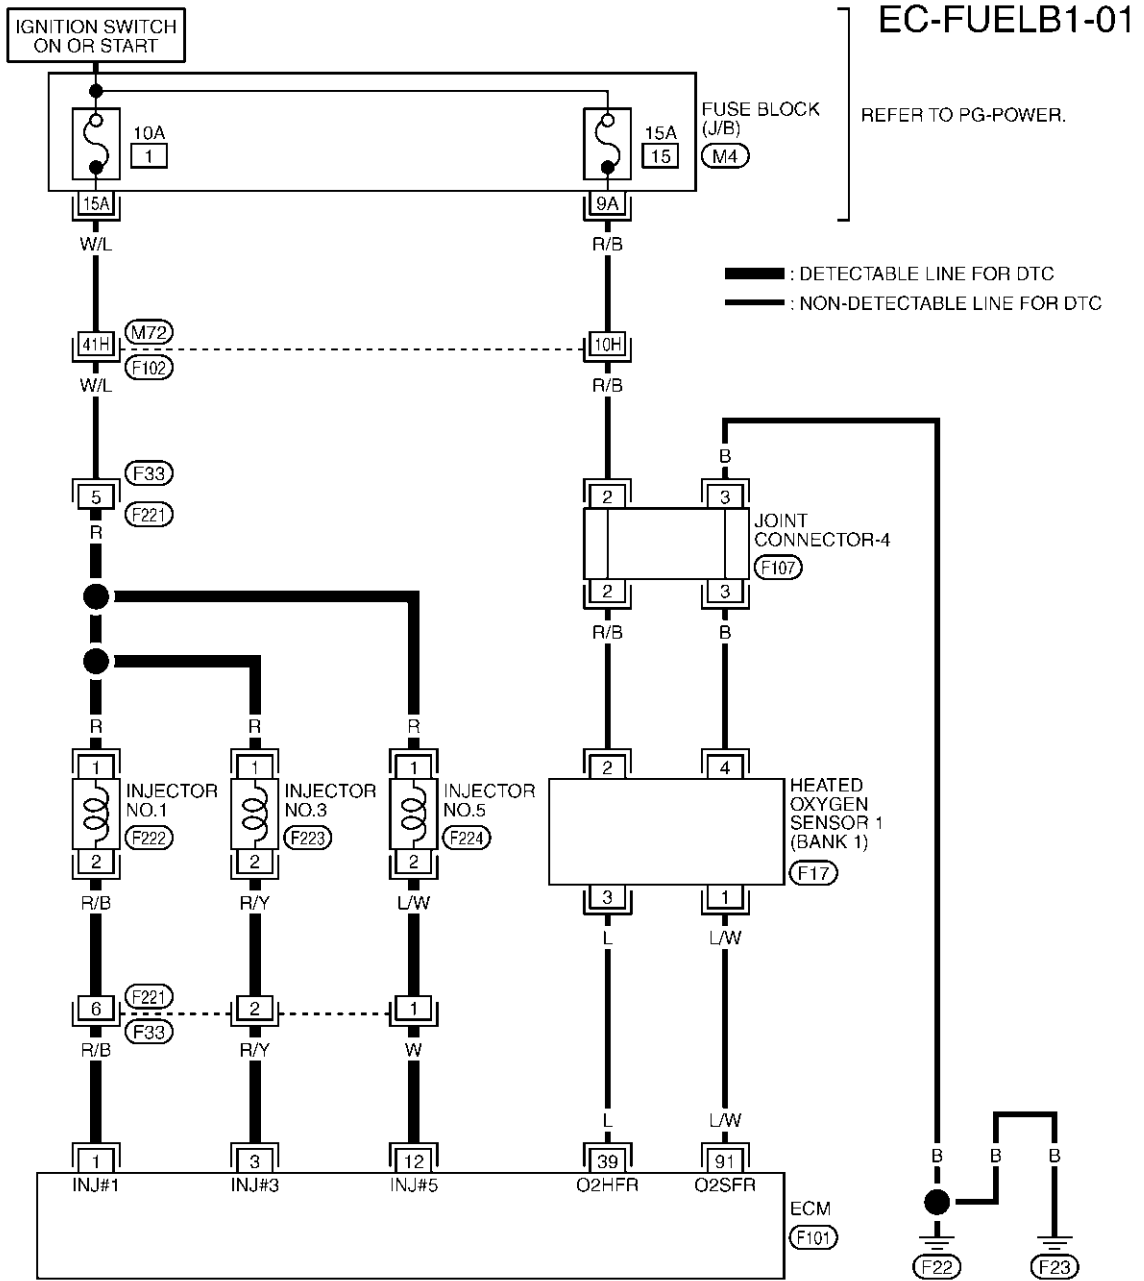 EC-FUELB1-01
IGNITION SWITCH
ON OR START
10A
1
15A
15
FUSE BLOCK
(J/B)
M4
REFER TO PG-POWER.
15A
9A
W/L
R/B
: DETECTABLE LINE FOR DTC
: NON-DETECTABLE LINE FOR DTC
41H
M72
F102
10H
W/L
R/B
B
5
F33
F221
2
3
R
JOINT
CONNECTOR-4
F107
2
3
R/B
B
R
R
R
1
1
1
2
4
INJECTOR
NO.1
F222
INJECTOR
NO.3
F223
INJECTOR
NO.5
F224
HEATED
OXYGEN
SENSOR 1
(BANK 1)
F17
2
2
2
3
1
R/B
R/Y
L/W
L
L/W
6
F221
F33
2
1
R/B
R/Y
W
L
L/W
B
B
B
1
3
12
39
91
INJ#1
INJ#3
INJ#5
O2HFR
O2SFR
ECM
F101
F22
F23